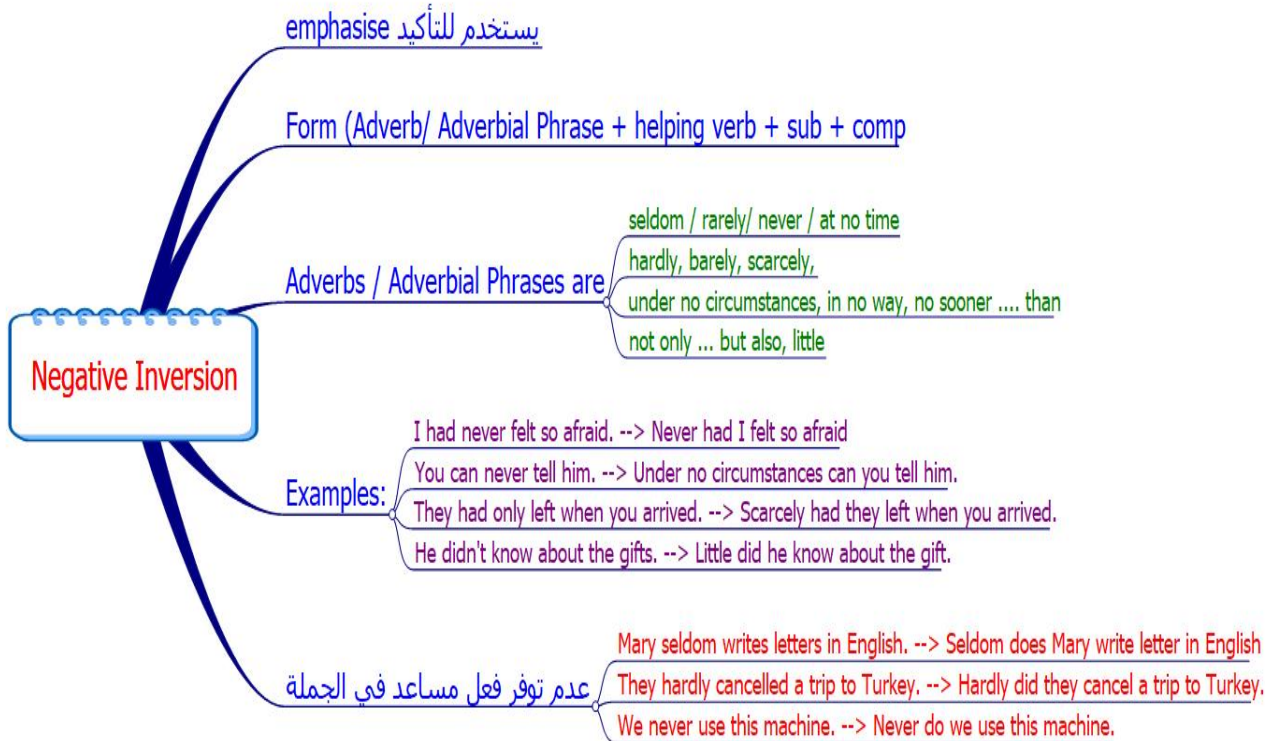 Negative Inversion
emphasise يستخدم للتأكيد
Form (Adverb/ Adverbial Phrase + helping verb + sub + comp
Adverbs / Adverbial Phrases are
seldom / rarely/ never / at no time
hardly, barely, scarcely,
under no circumstances, in no way, no sooner .... than
not only ... but also, little
Examples:
I had never felt so afraid. --> Never had I felt so afraid
You can never tell him. --> Under no circumstances can you tell him.
They had only left when you arrived. --> Scarcely had they left when you arrived.
He didn't know about the gifts. --> Little did he know about the gift.
عدم توفر فعل مساعد في الجملة
Mary seldom writes letters in English. --> Seldom does Mary write letter in English
They hardly cancelled a trip to Turkey. --> Hardly did they cancel a trip to Turkey.
We never use this machine. --> Never do we use this machine.